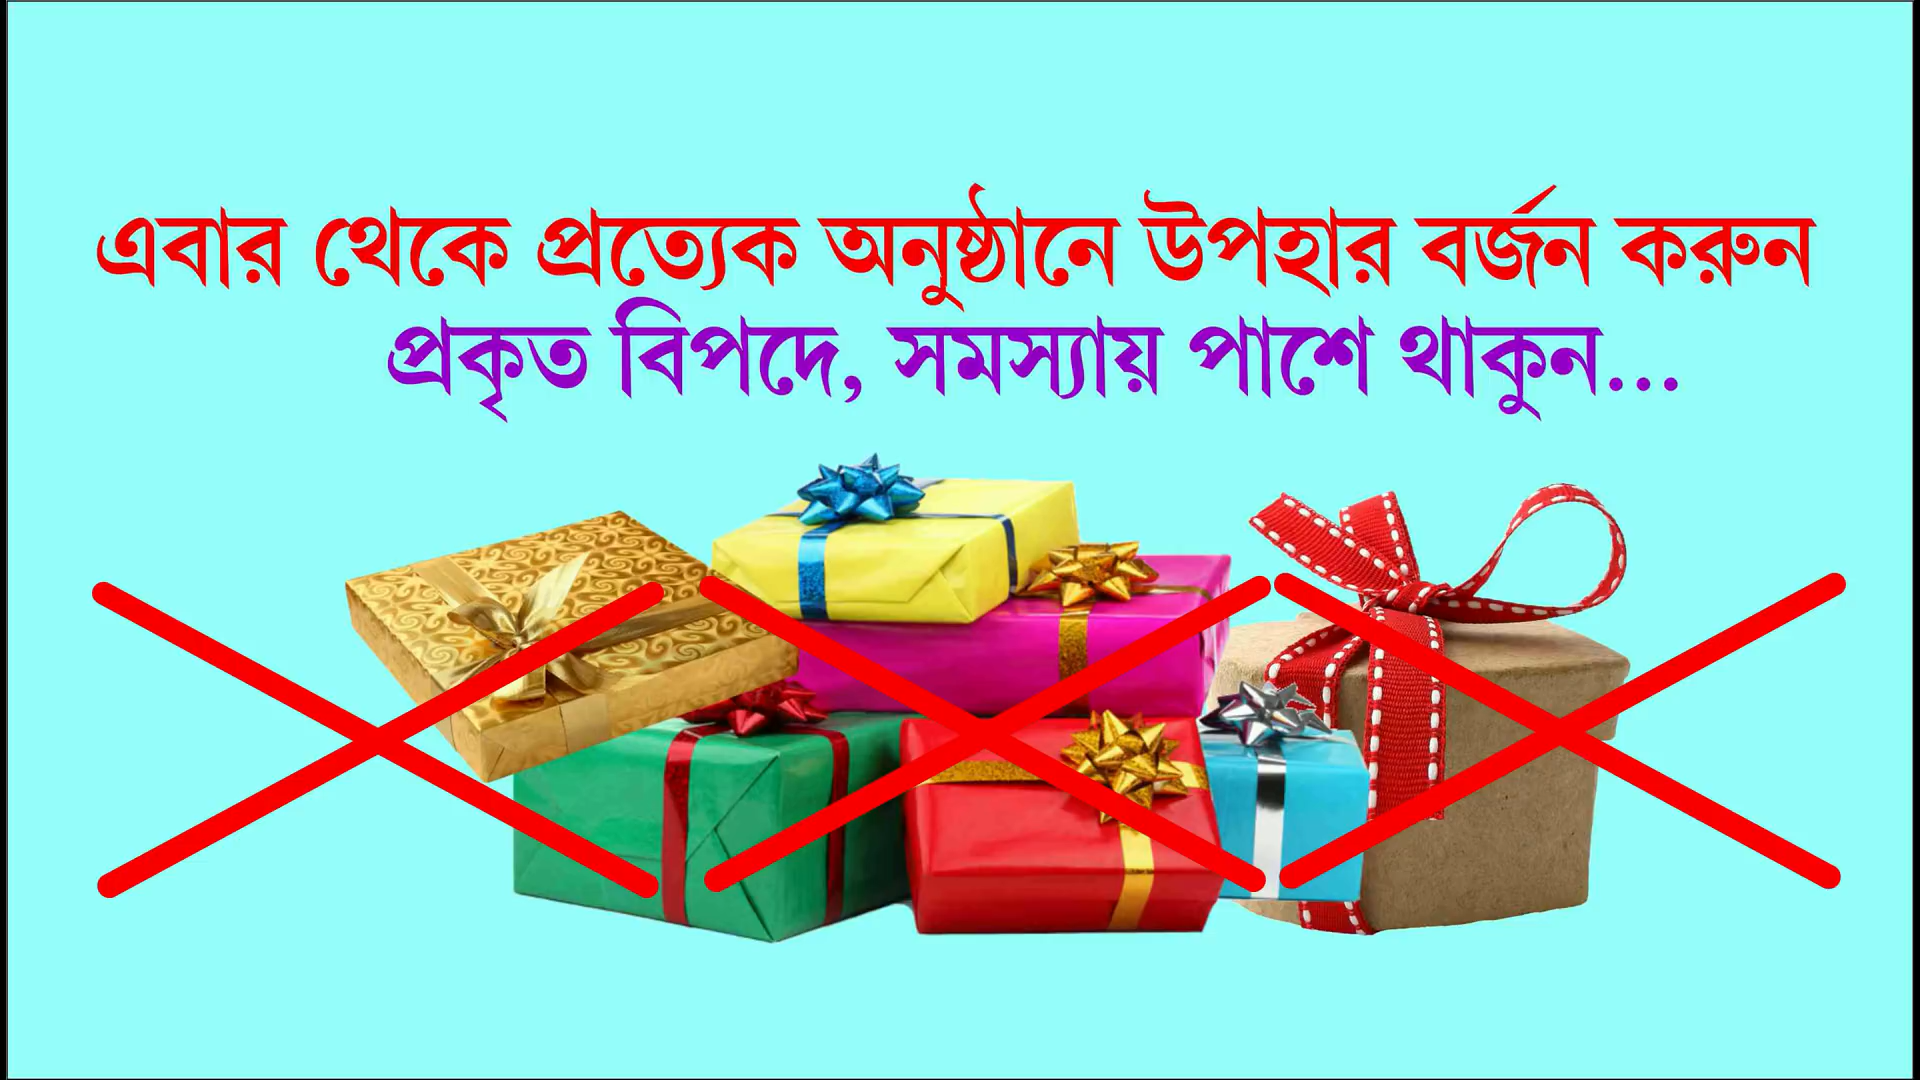 এবার থেকে প্রত্যেক অনুষ্ঠানে উপহার বর্জন করুন
প্রকৃত বিপদে, সমস্যায় পাশে থাকুন...